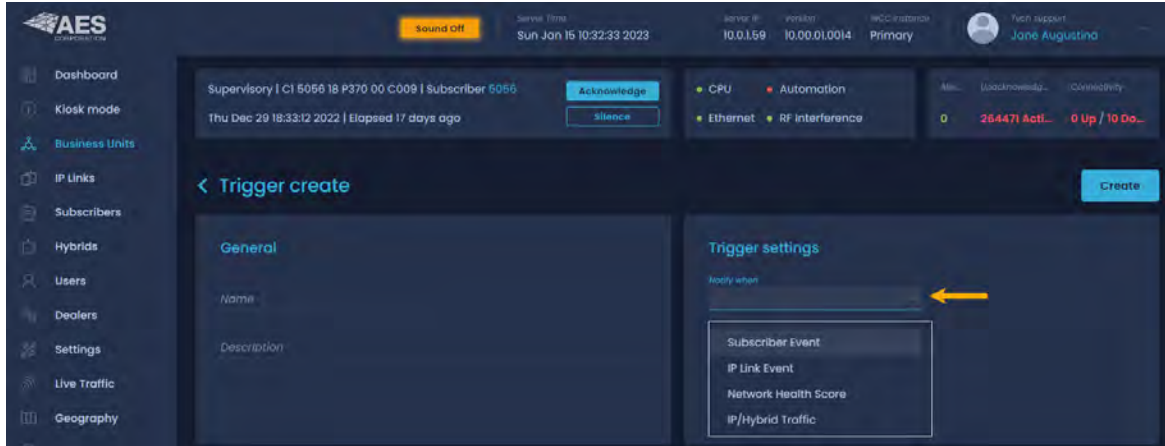 AES
CORPORATION
Sound Off
Server Time
Sun Jan 15 10:32:33 2023
Server IP
10.0.1.59
Version
10.00.01.0014
MCC instance
Primary
Tech support
Jane Augustina
Dashboard
Kiosk mode
Business Units
IP Links
Subscribers
Hybrids
Users
Dealers
Settings
Live Traffic
Geography
Supervisory | C1 5056 18 P370 00 C009 | Subscriber 5056
Acknowledge
Thu Dec 29 18:33:12 2022 | Elapsed 17 days ago
Silence
CPU
Automation
Ethernet
RF Interference
0
Unacknowledg...
264471 Acti...
Connectivity
0 Up / 10 Do...
Trigger create
Create
General
Name
Description
Trigger settings
Notify when
Subscriber Event
IP Link Event
Network Health Score
IP/Hybrid Traffic